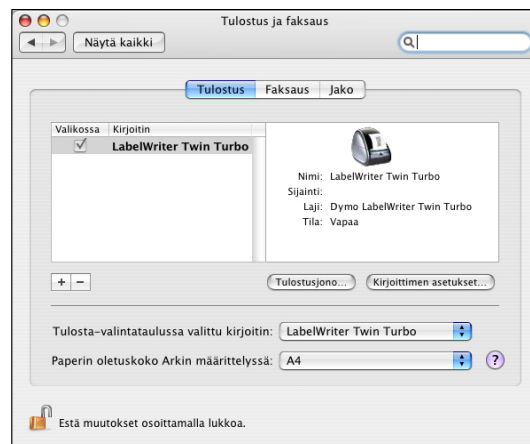 Tulostus ja faksaus
Näytä kaikki
Tulostus Faksaus Jako
Valikossa Kirjoitin
LabelWriter Twin Turbo
Nimi: LabelWriter Twin Turbo
Sijainti:
Laji: Dymo LabelWriter Twin Turbo
Tila: Vapaa
+ −
Tulostusjono... Kirjoittimen asetukset...
Tulosta-valintataulussa valittu kirjoitin: LabelWriter Twin Turbo
Paperin oletuskoko Arkin määrittelyssä: A4 ?
Estä muutokset osoittamalla lukkoa.